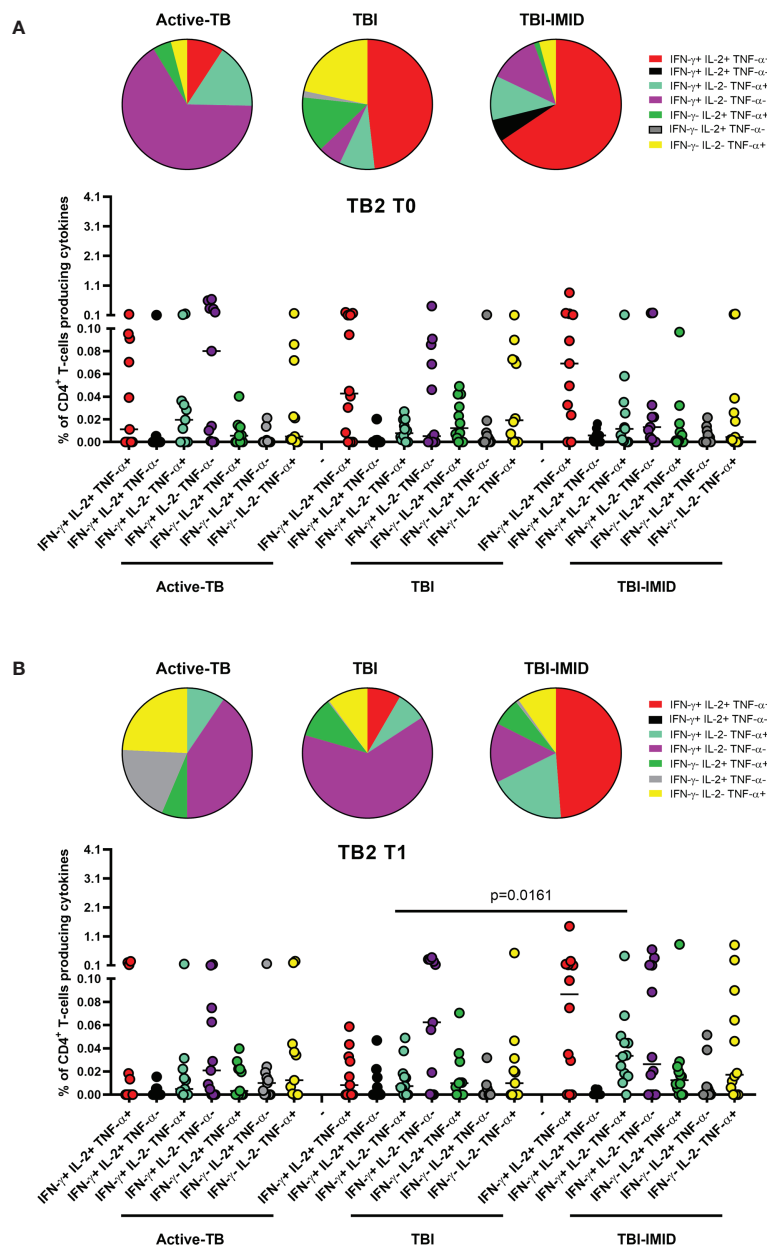 A
Active-TB
TBI
TBI-IMID
IFN-γ+ IL-2+ TNF-α+
IFN-γ+ IL-2+ TNF-α-
IFN-γ+ IL-2- TNF-α+
IFN-γ+ IL-2- TNF-α-
IFN-γ- IL-2+ TNF-α+
IFN-γ- IL-2+ TNF-α-
IFN-γ- IL-2- TNF-α+
TB2 T0
% of CD4+ T-cells producing cytokines
4.1
3.1
2.1
1.1
0.1
0.10
0.08
0.06
0.04
0.02
0.00
IFN-γ+ IL-2+ TNF-α+
IFN-γ+ IL-2+ TNF-α-
IFN-γ+ IL-2- TNF-α+
IFN-γ+ IL-2- TNF-α-
IFN-γ- IL-2+ TNF-α+
IFN-γ- IL-2+ TNF-α-
IFN-γ- IL-2- TNF-α+
-
IFN-γ+ IL-2+ TNF-α+
IFN-γ+ IL-2+ TNF-α-
IFN-γ+ IL-2- TNF-α+
IFN-γ+ IL-2- TNF-α-
IFN-γ- IL-2+ TNF-α+
IFN-γ- IL-2+ TNF-α-
IFN-γ- IL-2- TNF-α+
-
IFN-γ+ IL-2+ TNF-α+
IFN-γ+ IL-2+ TNF-α-
IFN-γ+ IL-2- TNF-α+
IFN-γ+ IL-2- TNF-α-
IFN-γ- IL-2+ TNF-α+
IFN-γ- IL-2+ TNF-α-
IFN-γ- IL-2- TNF-α+
Active-TB
TBI
TBI-IMID
B
Active-TB
TBI
TBI-IMID
IFN-γ+ IL-2+ TNF-α+
IFN-γ+ IL-2+ TNF-α-
IFN-γ+ IL-2- TNF-α+
IFN-γ+ IL-2- TNF-α-
IFN-γ- IL-2+ TNF-α+
IFN-γ- IL-2+ TNF-α-
IFN-γ- IL-2- TNF-α+
TB2 T1
% of CD4+ T-cells producing cytokines
4.1
3.1
2.1
1.1
0.1
0.10
0.08
0.06
0.04
0.02
0.00
p=0.0161
IFN-γ+ IL-2+ TNF-α+
IFN-γ+ IL-2+ TNF-α-
IFN-γ+ IL-2- TNF-α+
IFN-γ+ IL-2- TNF-α-
IFN-γ- IL-2+ TNF-α+
IFN-γ- IL-2+ TNF-α-
IFN-γ- IL-2- TNF-α+
-
IFN-γ+ IL-2+ TNF-α+
IFN-γ+ IL-2+ TNF-α-
IFN-γ+ IL-2- TNF-α+
IFN-γ+ IL-2- TNF-α-
IFN-γ- IL-2+ TNF-α+
IFN-γ- IL-2+ TNF-α-
IFN-γ- IL-2- TNF-α+
-
IFN-γ+ IL-2+ TNF-α+
IFN-γ+ IL-2+ TNF-α-
IFN-γ+ IL-2- TNF-α+
IFN-γ+ IL-2- TNF-α-
IFN-γ- IL-2+ TNF-α+
IFN-γ- IL-2+ TNF-α-
IFN-γ- IL-2- TNF-α+
Active-TB
TBI
TBI-IMID